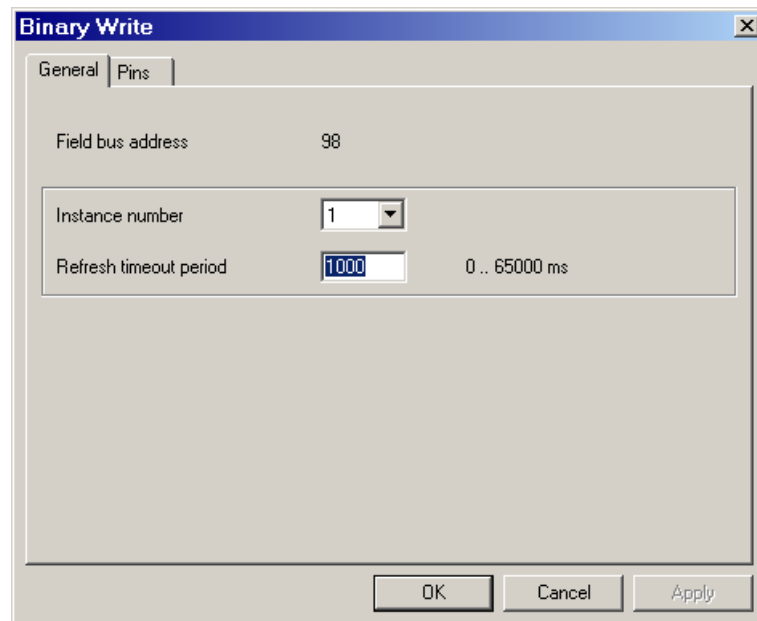 Binary Write
General Pins
Field bus address 98
Instance number 1
Refresh timeout period 1000 0 .. 65000 ms
OK Cancel Apply